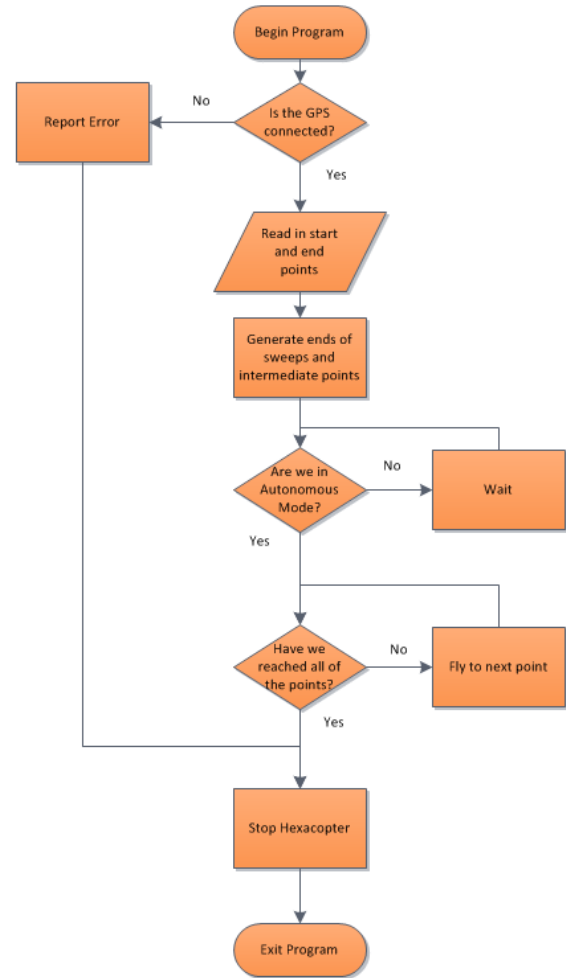 Begin Program
Is the GPS
connected?
No
Report Error
Yes
Read in start
and end
points
Generate ends of
sweeps and
intermediate points
Are we in
Autonomous
Mode?
No
Wait
Yes
Have we
reached all of
the points?
No
Fly to next point
Yes
Stop Hexacopter
Exit Program